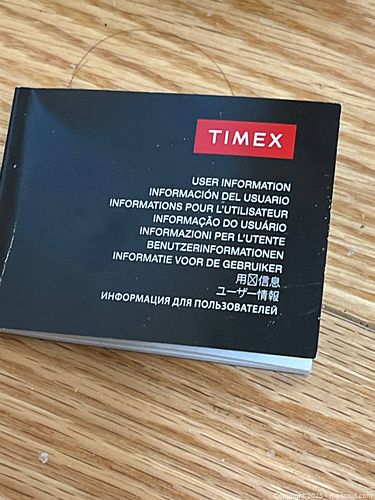 TIMEX
USER INFORMATION
INFORMACIÓN DEL USUARIO
INFORMATIONS POUR L'UTILISATEUR
INFORMAÇÃO DO USUÁRIO
INFORMAZIONI PER L'UTENTE
BENUTZERINFORMATIONEN
INFORMATIE VOOR DE GEBRUIKER
用☒信息
ユーザー情報
ИНФОРМАЦИЯ ДЛЯ ПОЛЬЗОВАТЕЛЕЙ